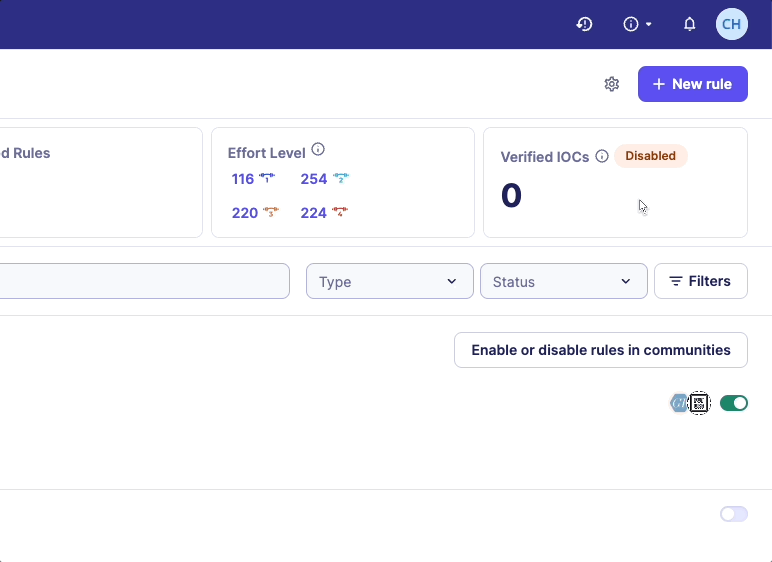 CH
New rule
d Rules
Effort Level
116 1 254 2
220 3 224 4
Verified IOCs Disabled
0
Type
Status
Filters
Enable or disable rules in communities